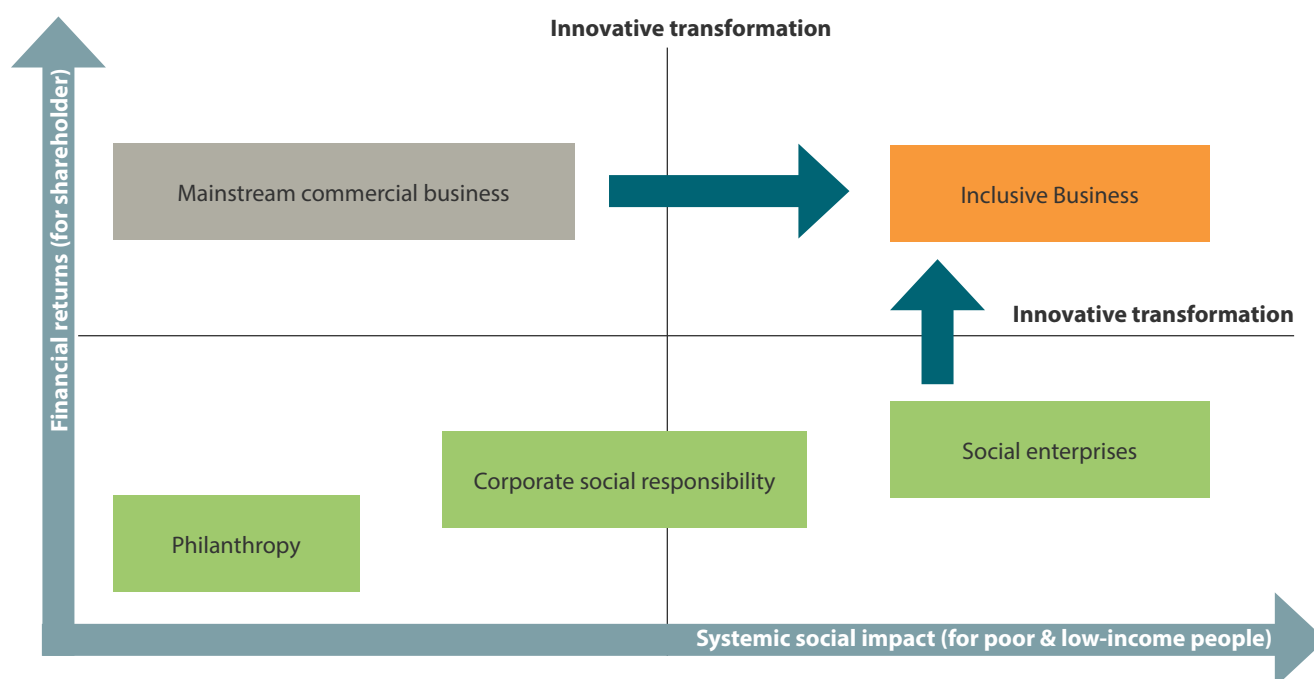 Innovative transformation
Financial returns (for shareholder)
Mainstream commercial business
Inclusive Business
Innovative transformation
Social enterprises
Corporate social responsibility
Philanthropy
Systemic social impact (for poor & low-income people)